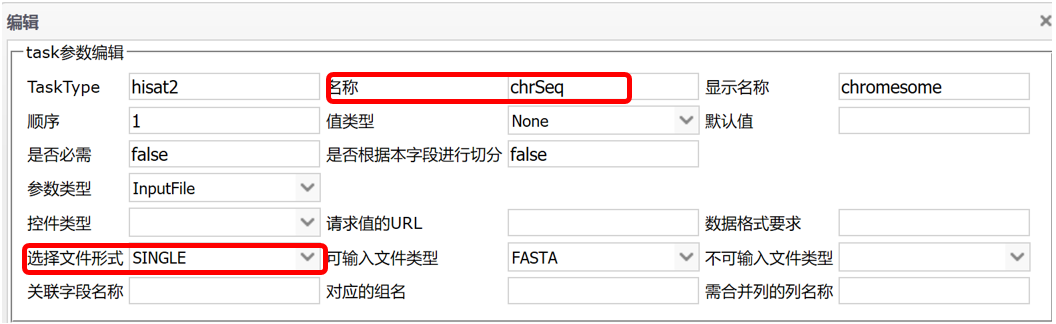 编辑 ×
task参数编辑
TaskType hisat2 名称 chrSeq 显示名称 chromesome
顺序 1 值类型 None 默认值
是否必需 false 是否根据本字段进行切分 false
参数类型 InputFile
控件类型 请求值的URL 数据格式要求
选择文件形式 SINGLE 可输入文件类型 FASTA 不可输入文件类型
关联字段名称 对应的组名 需合并列的列名称